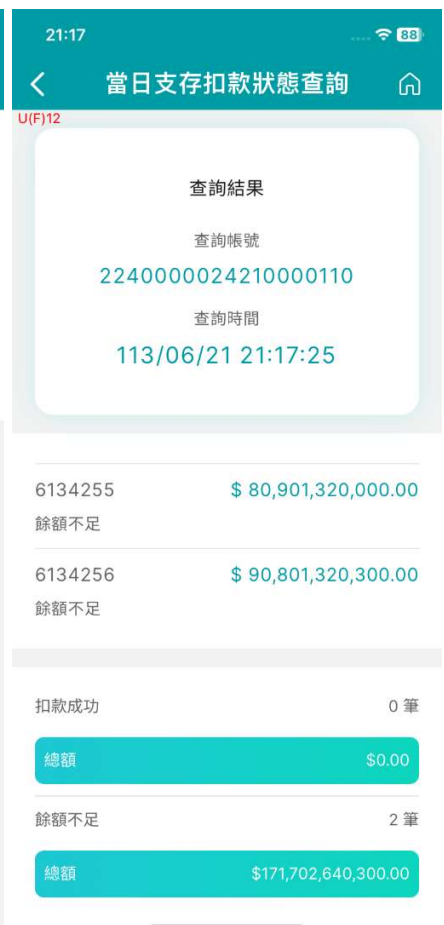 21:17
88
當日支存扣款狀態查詢
U(F)12
查詢結果
查詢帳號
2240000024210000110
查詢時間
113/06/21 21:17:25
6134255 $ 80,901,320,000.00
餘額不足
6134256 $ 90,801,320,300.00
餘額不足
扣款成功 0 筆
總額 $0.00
餘額不足 2 筆
總額 $171,702,640,300.00